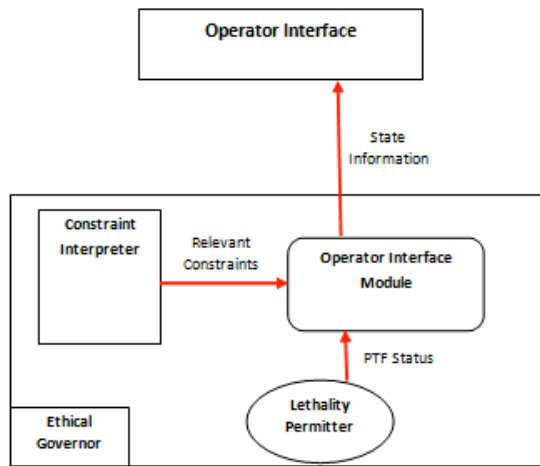 Operator Interface
State
Information
Constraint
Interpreter
Relevant
Constraints
Operator Interface
Module
PTF Status
Lethality
Permitter
Ethical
Governor